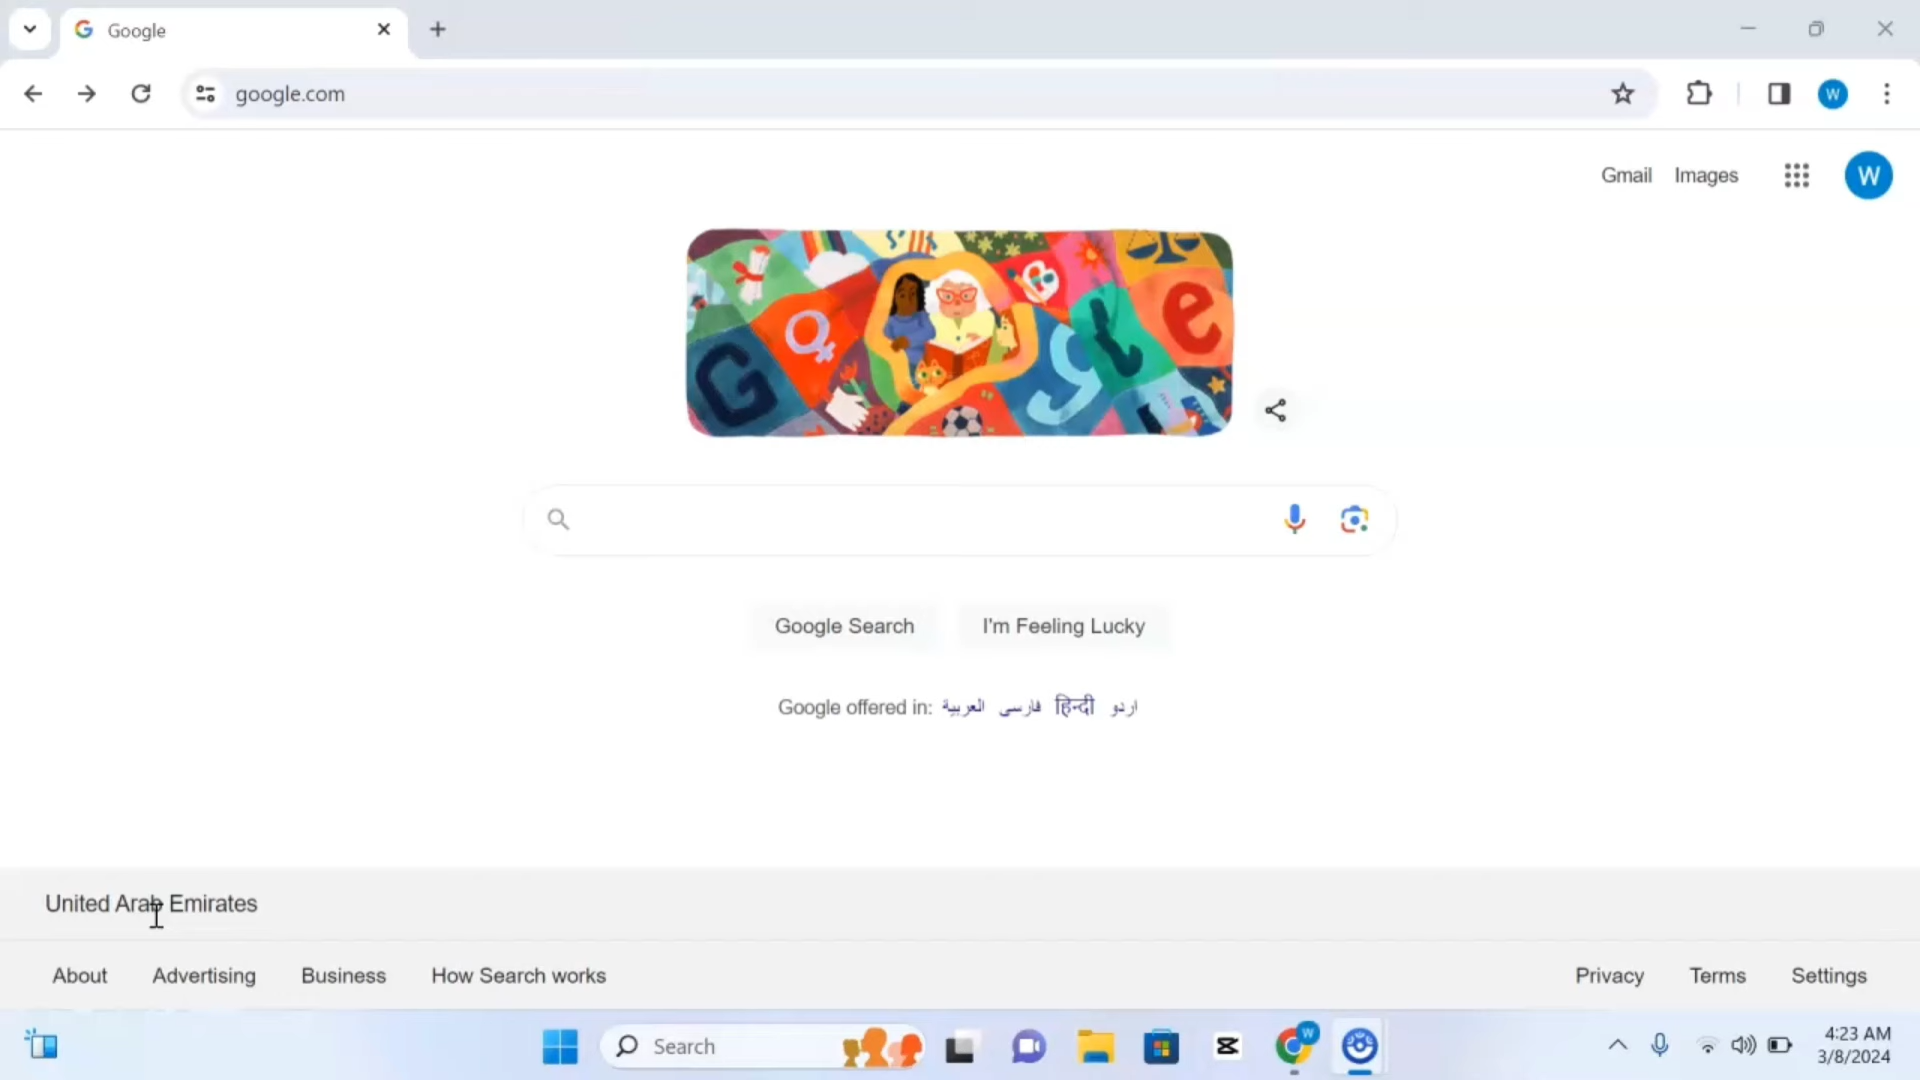 Google
google.com
W
Gmail Images
W
G g l e
Google Search I'm Feeling Lucky
Google offered in: العربية فارسی हिन्दी اردو
United Arab Emirates
About Advertising Business How Search works Privacy Terms Settings
Search
W
4:23 AM
3/8/2024